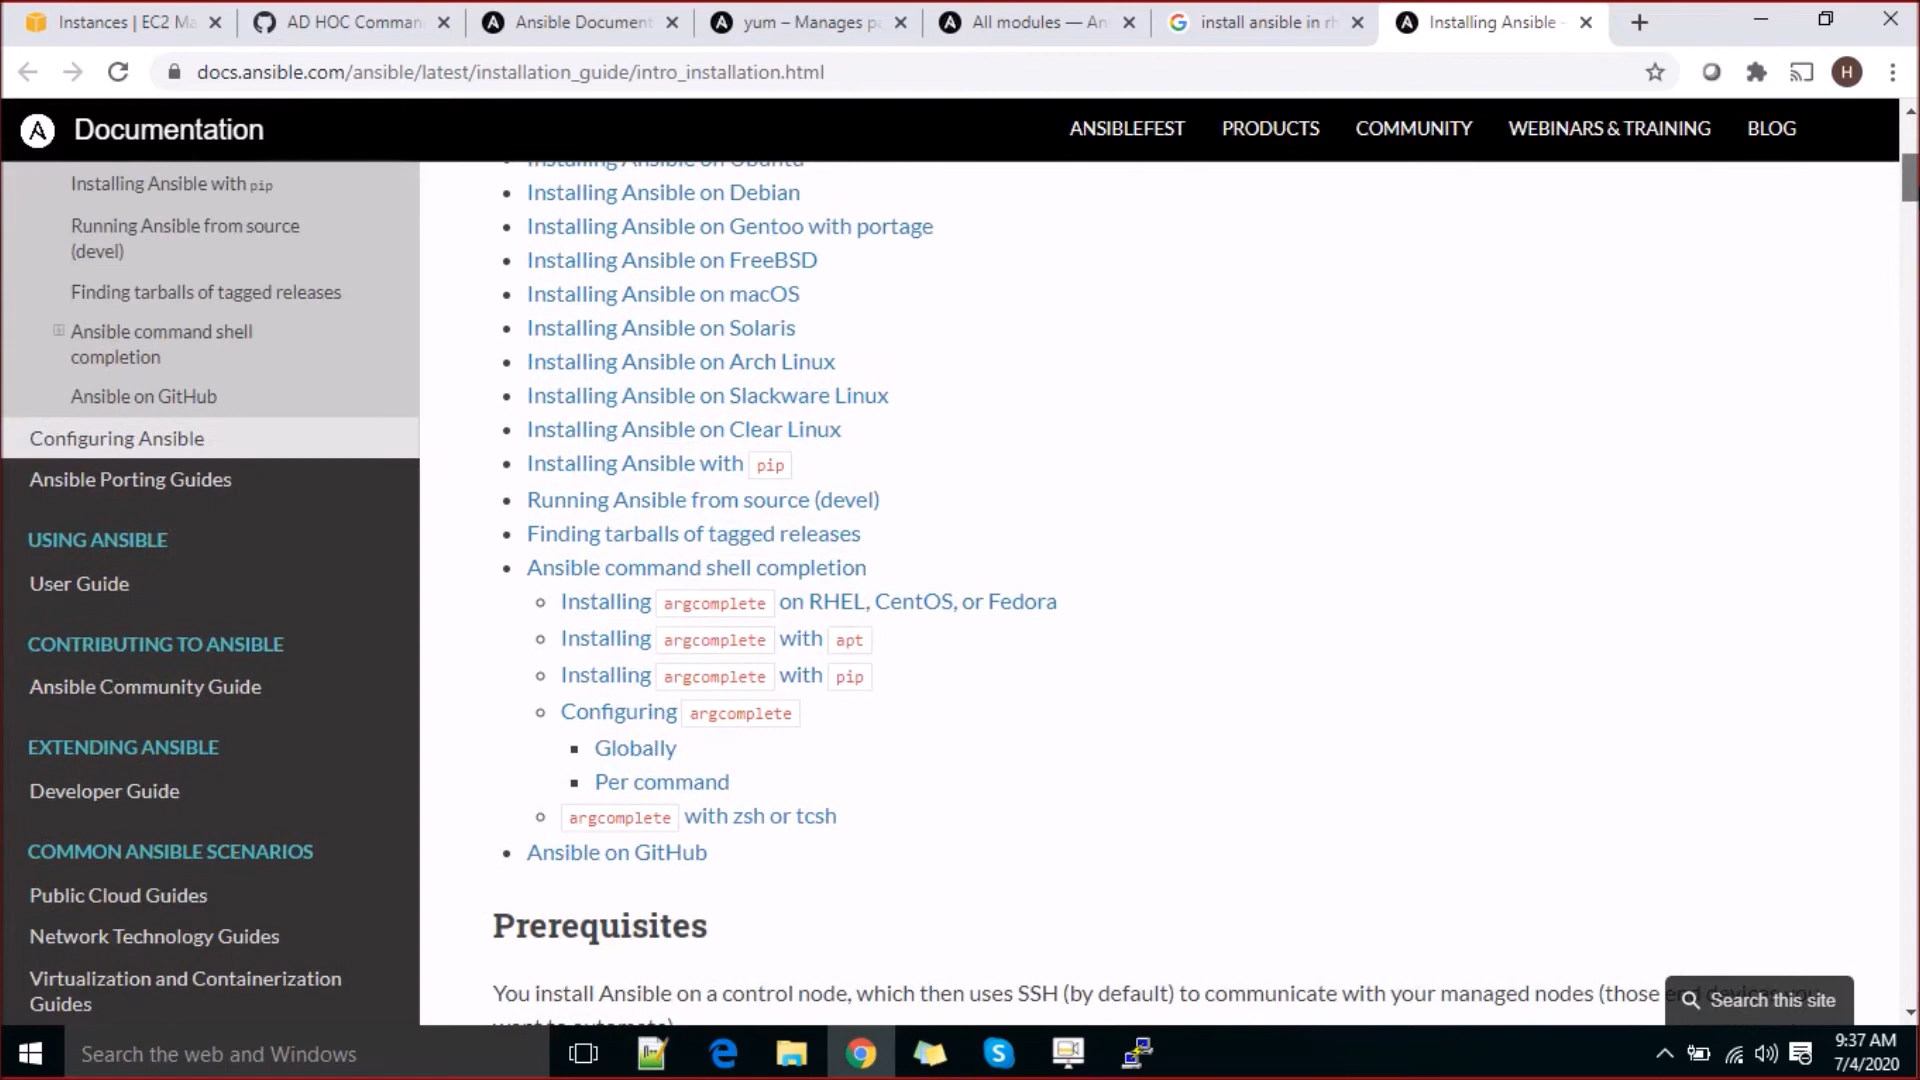 Instances | EC2 Ma
AD HOC Comman
Ansible Document
yum – Manages pa
All modules — An
install ansible in rh
Installing Ansible
docs.ansible.com/ansible/latest/installation_guide/intro_installation.html
H
A Documentation
ANSIBLEFEST
PRODUCTS
COMMUNITY
WEBINARS & TRAINING
BLOG
Installing Ansible with pip
Running Ansible from source
(devel)
Finding tarballs of tagged releases
Ansible command shell
completion
Ansible on GitHub
Configuring Ansible
Ansible Porting Guides
USING ANSIBLE
User Guide
CONTRIBUTING TO ANSIBLE
Ansible Community Guide
EXTENDING ANSIBLE
Developer Guide
COMMON ANSIBLE SCENARIOS
Public Cloud Guides
Network Technology Guides
Virtualization and Containerization
Guides
Installing Ansible on Ubuntu
Installing Ansible on Debian
Installing Ansible on Gentoo with portage
Installing Ansible on FreeBSD
Installing Ansible on macOS
Installing Ansible on Solaris
Installing Ansible on Arch Linux
Installing Ansible on Slackware Linux
Installing Ansible on Clear Linux
Installing Ansible with pip
Running Ansible from source (devel)
Finding tarballs of tagged releases
Ansible command shell completion
Installing argcomplete on RHEL, CentOS, or Fedora
Installing argcomplete with apt
Installing argcomplete with pip
Configuring argcomplete
Globally
Per command
argcomplete with zsh or tcsh
Ansible on GitHub
Prerequisites
You install Ansible on a control node, which then uses SSH (by default) to communicate with your managed nodes (those
want to automate)
Search this site
Search the web and Windows
9:37 AM
7/4/2020